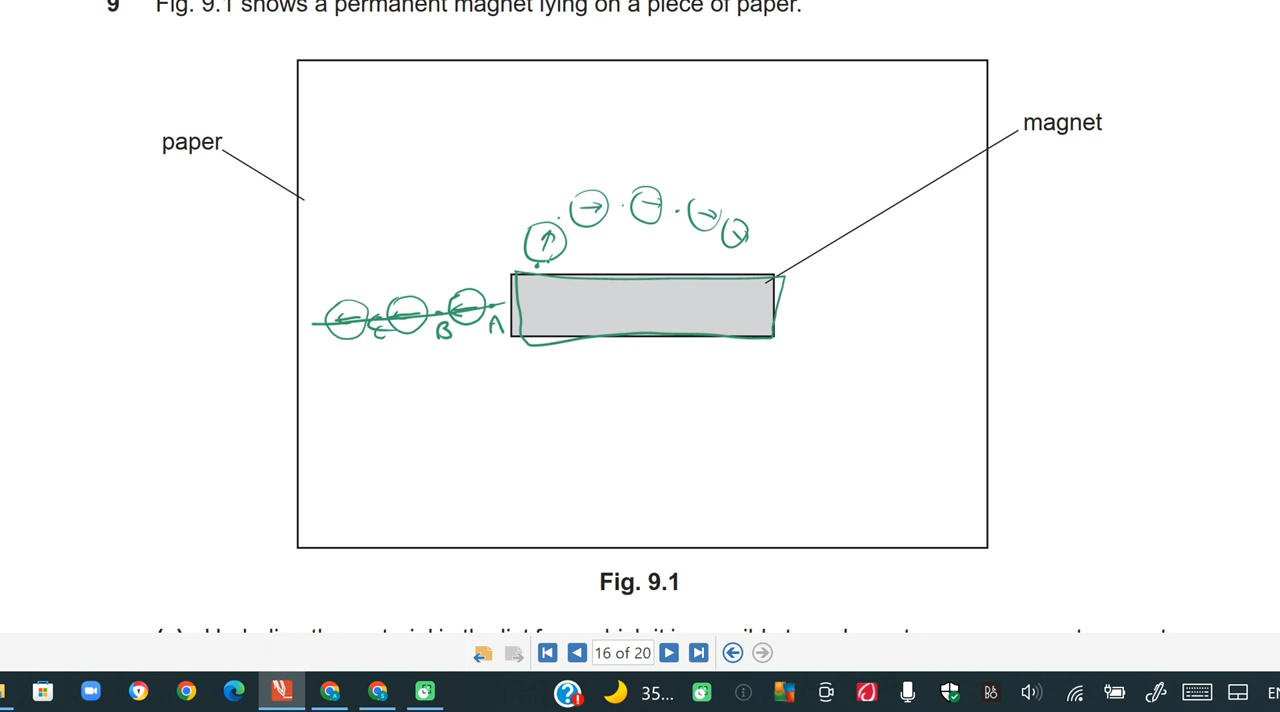 9 Fig. 9.1 shows a permanent magnet lying on a piece of paper.
magnet
paper
C B A
Fig. 9.1
16 of 20
35...
EN